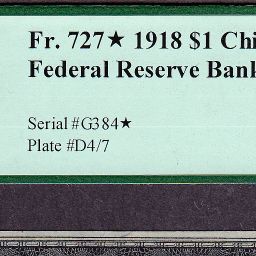 Fr. 727★ 1918 $1 Chi
Federal Reserve Bank
Serial #G384★
Plate #D4/7